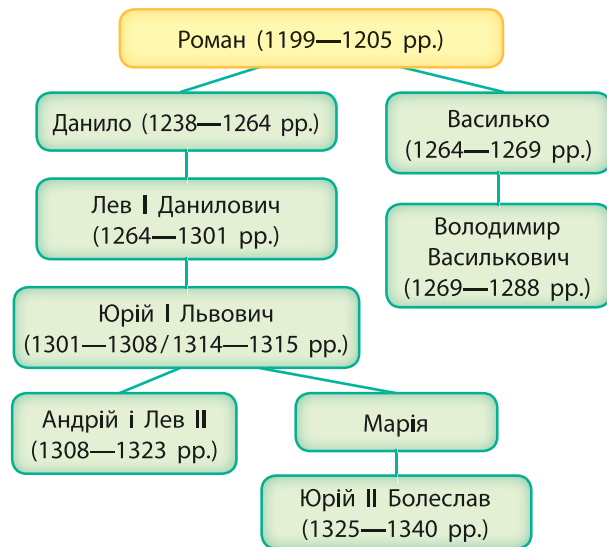 Роман (1199—1205 рр.)
Данило (1238—1264 рр.)
Василько
(1264—1269 рр.)
Лев І Данилович
(1264—1301 рр.)
Володимир
Василькович
(1269—1288 рр.)
Юрій І Львович
(1301—1308/1314—1315 рр.)
Андрій і Лев ІІ
(1308—1323 рр.)
Марія
Юрій ІІ Болеслав
(1325—1340 рр.)